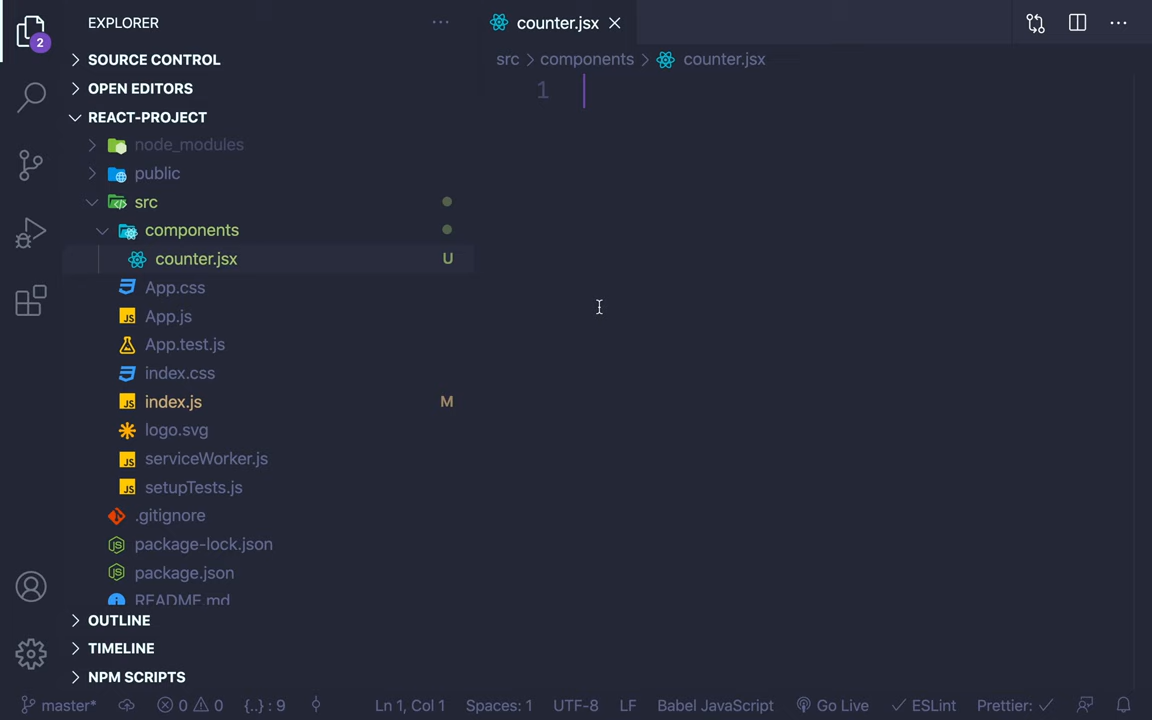 EXPLORER
···
counter.jsx
2
SOURCE CONTROL
src > components > counter.jsx
OPEN EDITORS
1
REACT-PROJECT
node_modules
public
src
components
counter.jsx U
App.css
App.js
App.test.js
index.css
index.js M
logo.svg
serviceWorker.js
setupTests.js
.gitignore
package-lock.json
package.json
README.md
OUTLINE
TIMELINE
NPM SCRIPTS
master* 0 0 {..} : 9 Ln 1, Col 1 Spaces: 1 UTF-8 LF Babel JavaScript Go Live ESLint Prettier: ✓